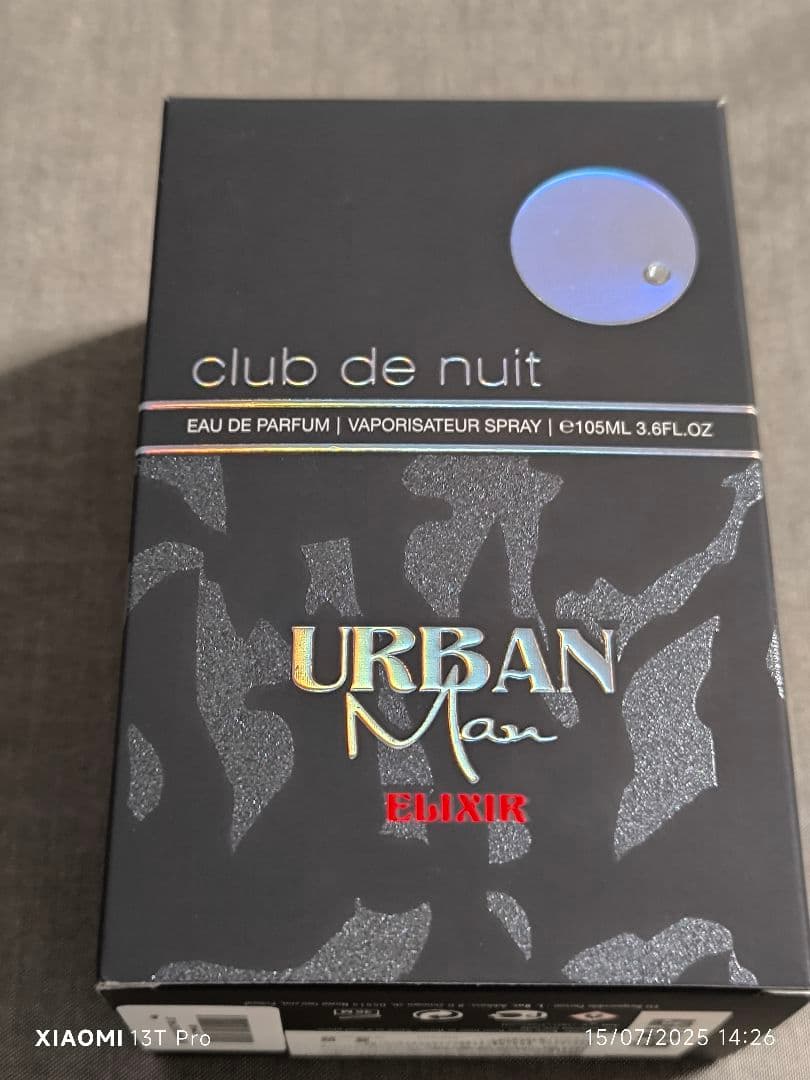 club de nuit
EAU DE PARFUM | VAPORISATEUR SPRAY | ℮105ML 3.6FL.OZ
URBAN
Man
ELIXIR
XIAOMI 13T Pro
15/07/2025 14:26